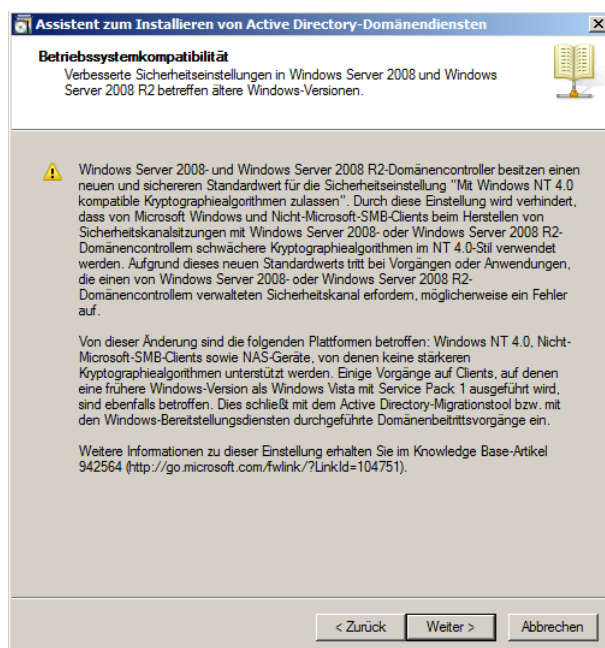 Assistent zum Installieren von Active Directory-Domänendiensten
Betriebssystemkompatibilität
Verbesserte Sicherheitseinstellungen in Windows Server 2008 und Windows
Server 2008 R2 betreffen ältere Windows-Versionen.
Windows Server 2008- und Windows Server 2008 R2-Domänencontroller besitzen einen
neuen und sichereren Standardwert für die Sicherheitseinstellung "Mit Windows NT 4.0
kompatible Kryptographiealgorithmen zulassen". Durch diese Einstellung wird verhindert,
dass von Microsoft Windows und Nicht-Microsoft-SMB-Clients beim Herstellen von
Sicherheitskanalsitzungen mit Windows Server 2008- oder Windows Server 2008 R2-
Domänencontrollern schwächere Kryptographiealgorithmen im NT 4.0-Stil verwendet
werden. Aufgrund dieses neuen Standardwerts tritt bei Vorgängen oder Anwendungen,
die einen von Windows Server 2008- oder Windows Server 2008 R2-
Domänencontrollern verwalteten Sicherheitskanal erfordern, möglicherweise ein Fehler
auf.
Von dieser Änderung sind die folgenden Plattformen betroffen: Windows NT 4.0, Nicht-
Microsoft-SMB-Clients sowie NAS-Geräte, von denen keine stärkeren
Kryptographiealgorithmen unterstützt werden. Einige Vorgänge auf Clients, auf denen
eine frühere Windows-Version als Windows Vista mit Service Pack 1 ausgeführt wird,
sind ebenfalls betroffen. Dies schließt mit dem Active Directory-Migrationstool bzw. mit
den Windows-Bereitstellungsdiensten durchgeführte Domänenbeitrittsvorgänge ein.
Weitere Informationen zu dieser Einstellung erhalten Sie im Knowledge Base-Artikel
942564 (http://go.microsoft.com/fwlink/?LinkId=104751).
< Zurück Weiter > Abbrechen